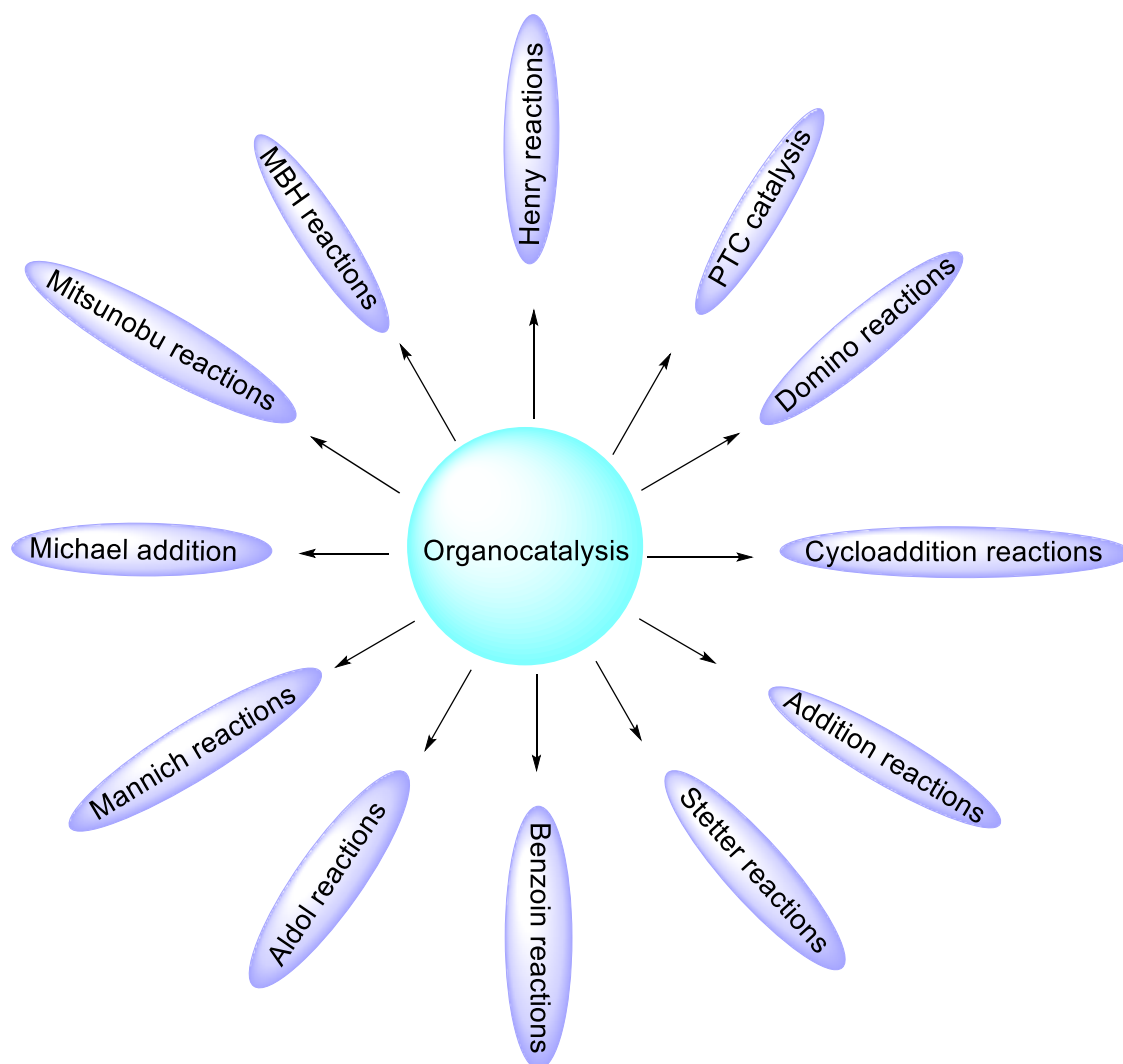 Henry reactions
PTC catalysis
Domino reactions
Cycloaddition reactions
Addition reactions
Stetter reactions
Benzoin reactions
Aldol reactions
Mannich reactions
Michael addition
Mitsunobu reactions
MBH reactions
Organocatalysis